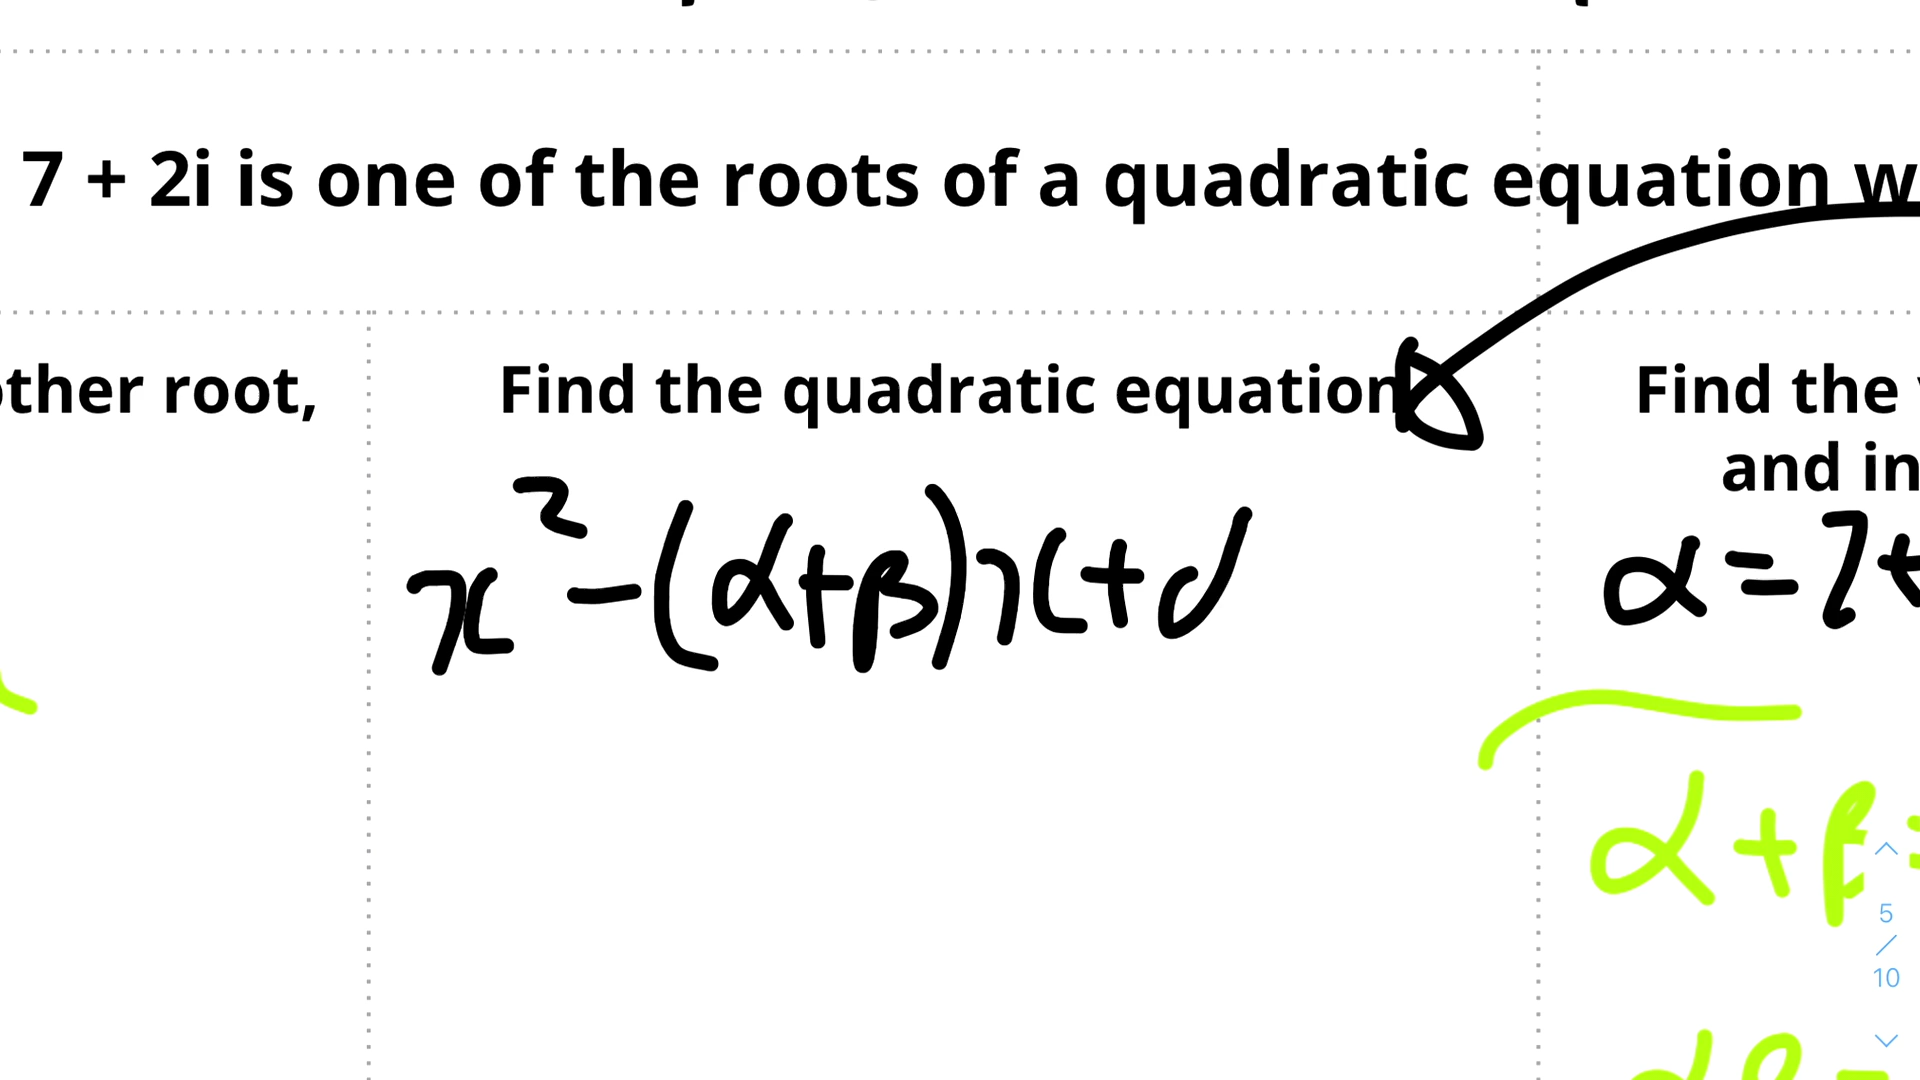 7 + 2i is one of the roots of a quadratic equation w
other root,
Find the quadratic equation
Find the
and in
x² - (α+β)x + α
α = 7+
α + β =
αβ =
5
/
10